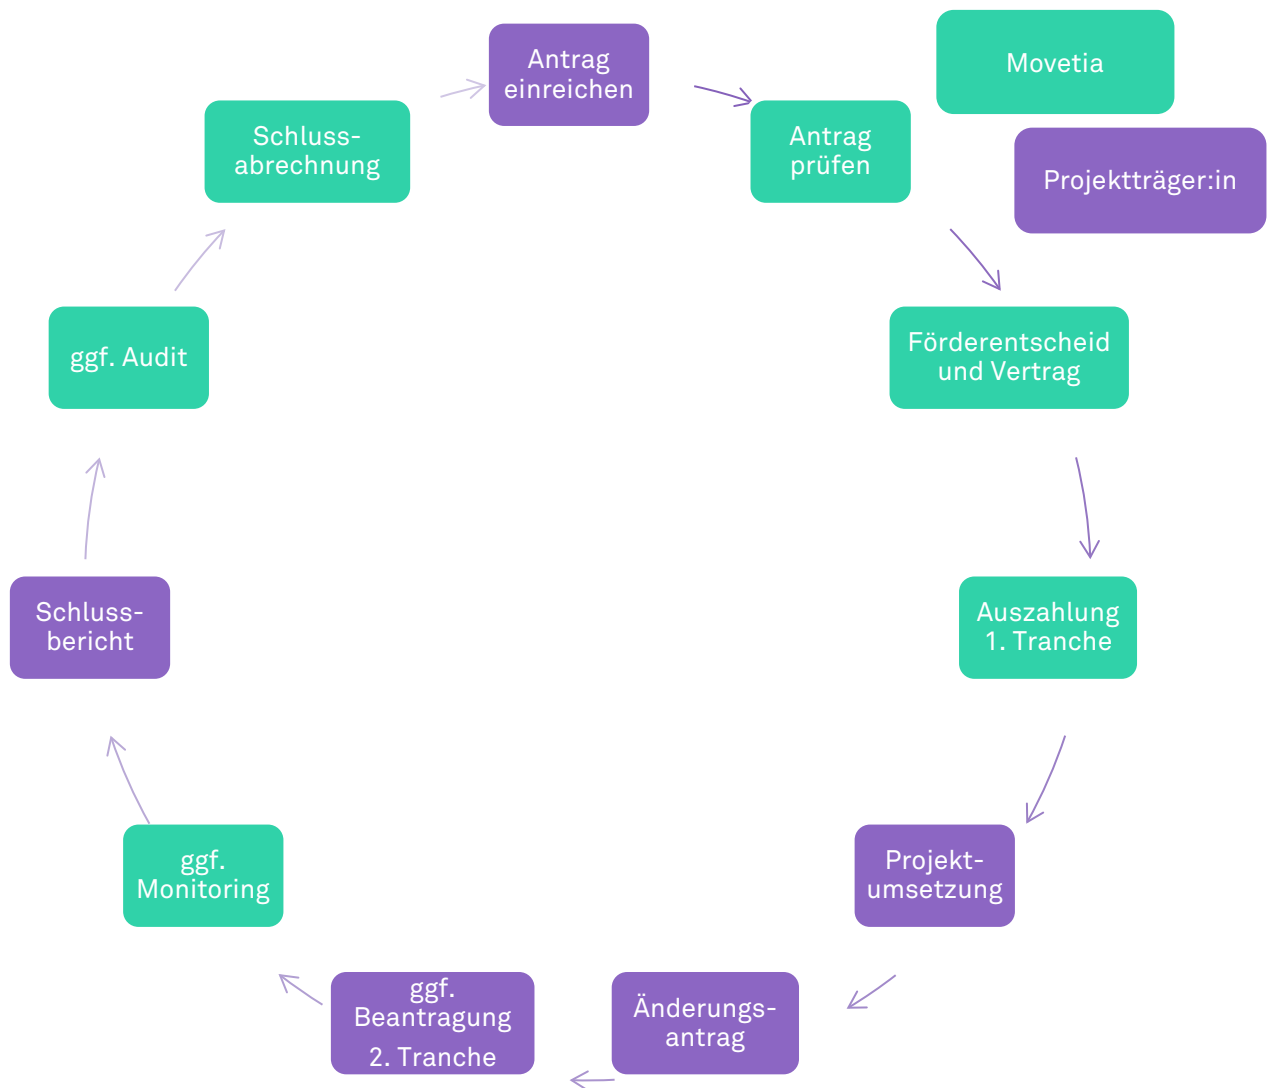 Antrag
einreichen
Antrag
prüfen
Movetia
Projektträger:in
Förderentscheid
und Vertrag
Auszahlung
1. Tranche
Projekt-
umsetzung
Änderungs-
antrag
ggf.
Beantragung
2. Tranche
ggf.
Monitoring
Schluss-
bericht
ggf. Audit
Schluss-
abrechnung